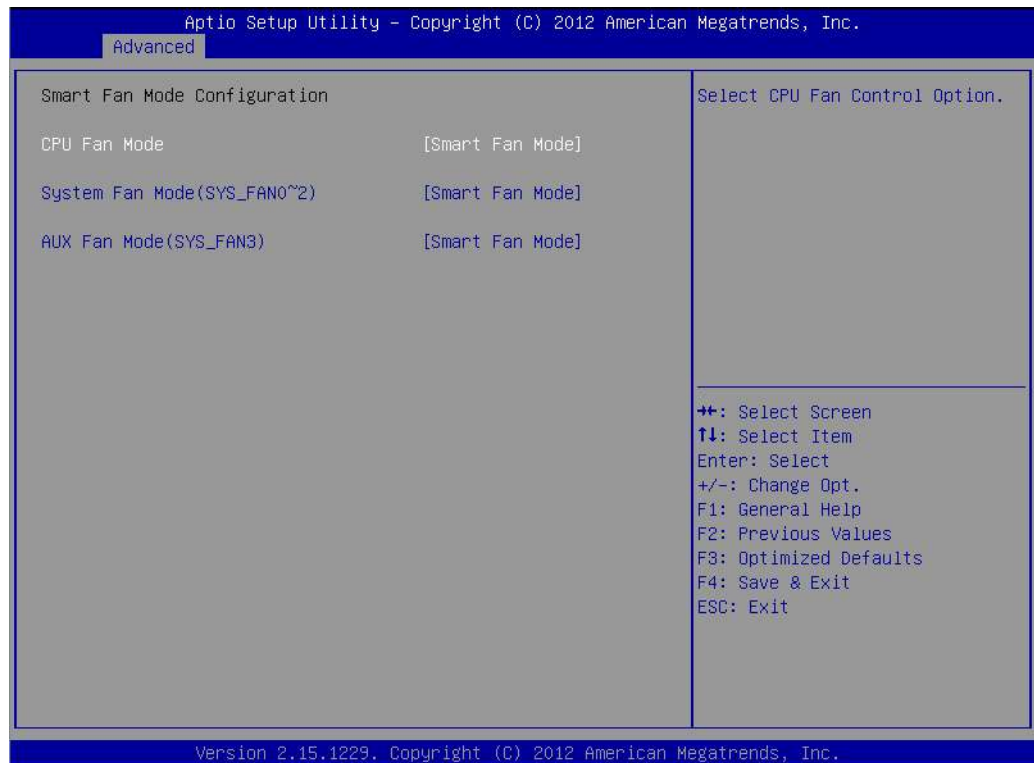 Aptio Setup Utility – Copyright (C) 2012 American Megatrends, Inc.
Advanced
Smart Fan Mode Configuration
CPU Fan Mode [Smart Fan Mode]
System Fan Mode(SYS_FAN0~2) [Smart Fan Mode]
AUX Fan Mode(SYS_FAN3) [Smart Fan Mode]
Select CPU Fan Control Option.
→←: Select Screen
↑↓: Select Item
Enter: Select
+/-: Change Opt.
F1: General Help
F2: Previous Values
F3: Optimized Defaults
F4: Save & Exit
ESC: Exit
Version 2.15.1229. Copyright (C) 2012 American Megatrends, Inc.